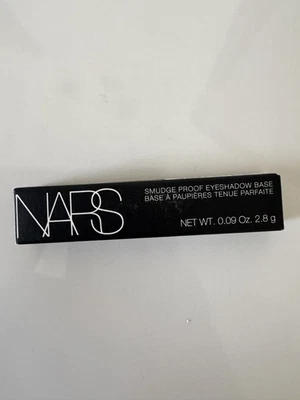 NARS
SMUDGE PROOF EYESHADOW BASE
BASE À PAUPIÈRES TENUE PARFAITE
NET WT. 0.09 Oz. 2.8 g